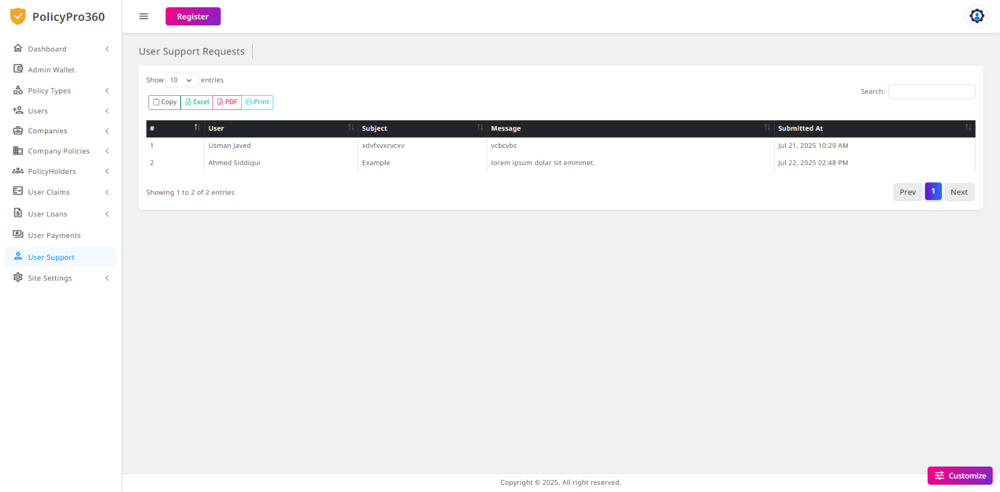 PolicyPro360
Register
Dashboard
Admin Wallet
Policy Types
Users
Companies
Company Policies
PolicyHolders
User Claims
User Loans
User Payments
User Support
Site Settings
User Support Requests
Show 10 entries
Search:
Copy Excel PDF Print
# User Subject Message Submitted At
1 Usman Javed xdvfxvxcvcxv vcbcvbc Jul 21, 2025 10:29 AM
2 Ahmed Siddiqui Example lorem ipsum dolar sit emmmet. Jul 22, 2025 02:48 PM
Showing 1 to 2 of 2 entries
Prev 1 Next
Customize
Copyright © 2025. All right reserved.